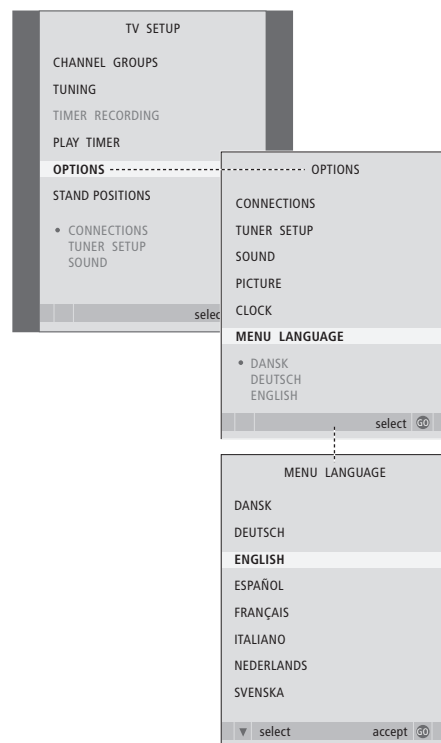 TV SETUP
CHANNEL GROUPS
TUNING
TIMER RECORDING
PLAY TIMER
OPTIONS
STAND POSITIONS
• CONNECTIONS
TUNER SETUP
SOUND
selec
OPTIONS
CONNECTIONS
TUNER SETUP
SOUND
PICTURE
CLOCK
MENU LANGUAGE
• DANSK
DEUTSCH
ENGLISH
select GO
MENU LANGUAGE
DANSK
DEUTSCH
ENGLISH
ESPAÑOL
FRANÇAIS
ITALIANO
NEDERLANDS
SVENSKA
▼ select accept GO